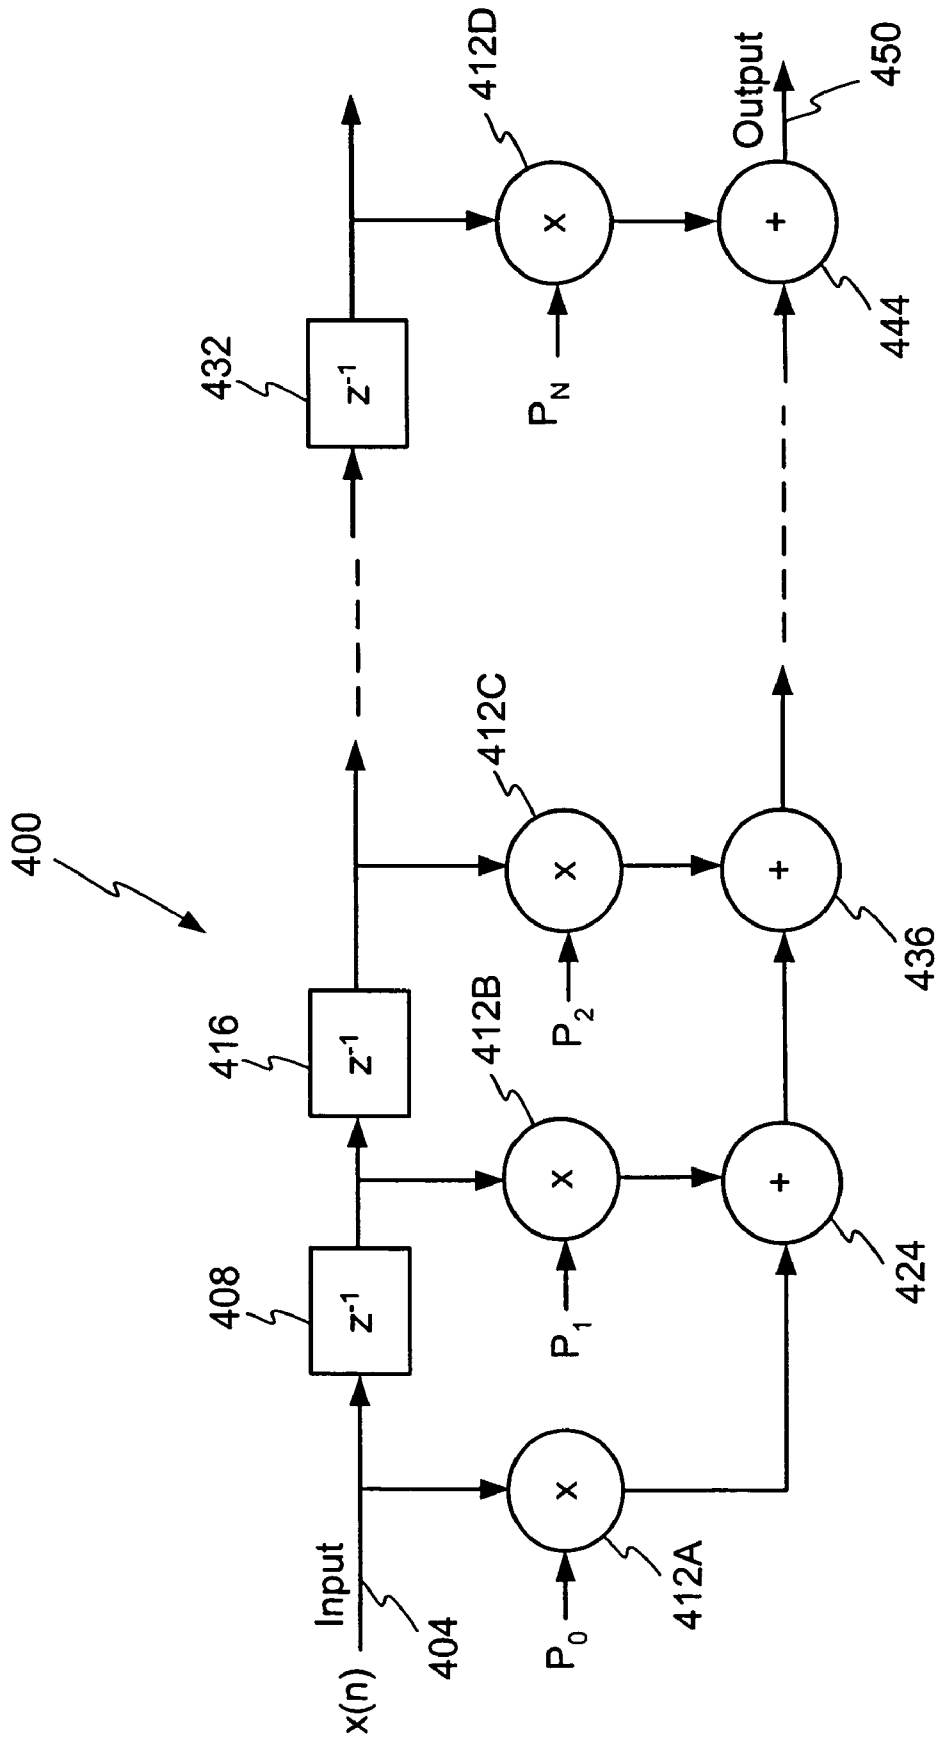 400
432
416
408
Input
x(n)
404
z⁻¹
z⁻¹
z⁻¹
412D
412C
412B
412A
x
x
x
x
P₀
P₁
P₂
P_N
+
+
+
424
436
444
Output
450